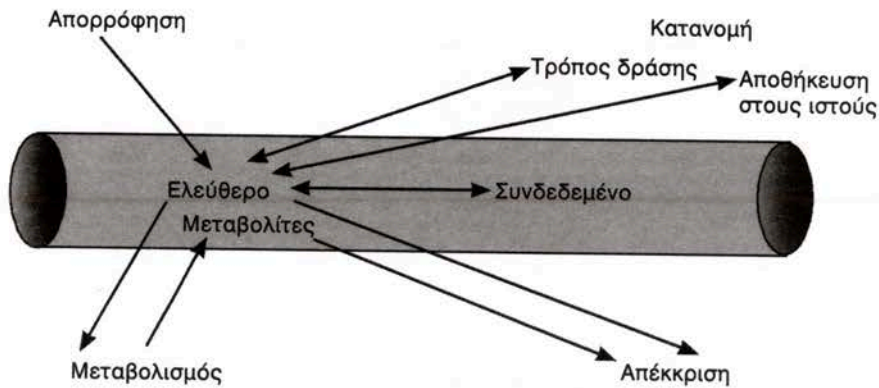 Απορρόφηση
Κατανομή
Τρόπος δράσης
Αποθήκευση
στους ιστούς
Ελεύθερο
Συνδεδεμένο
Μεταβολίτες
Μεταβολισμός
Απέκκριση